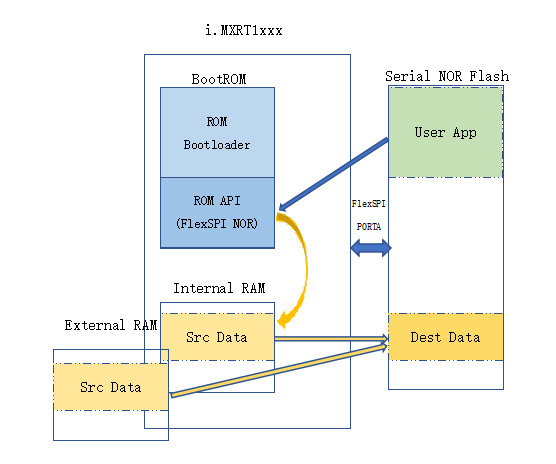 i.MXRT1xxx
BootROM
Serial NOR Flash
ROM
Bootloader
User App
ROM API
(FlexSPI NOR)
FlexSPI
PORTA
Internal RAM
External RAM
Src Data
Dest Data
Src Data